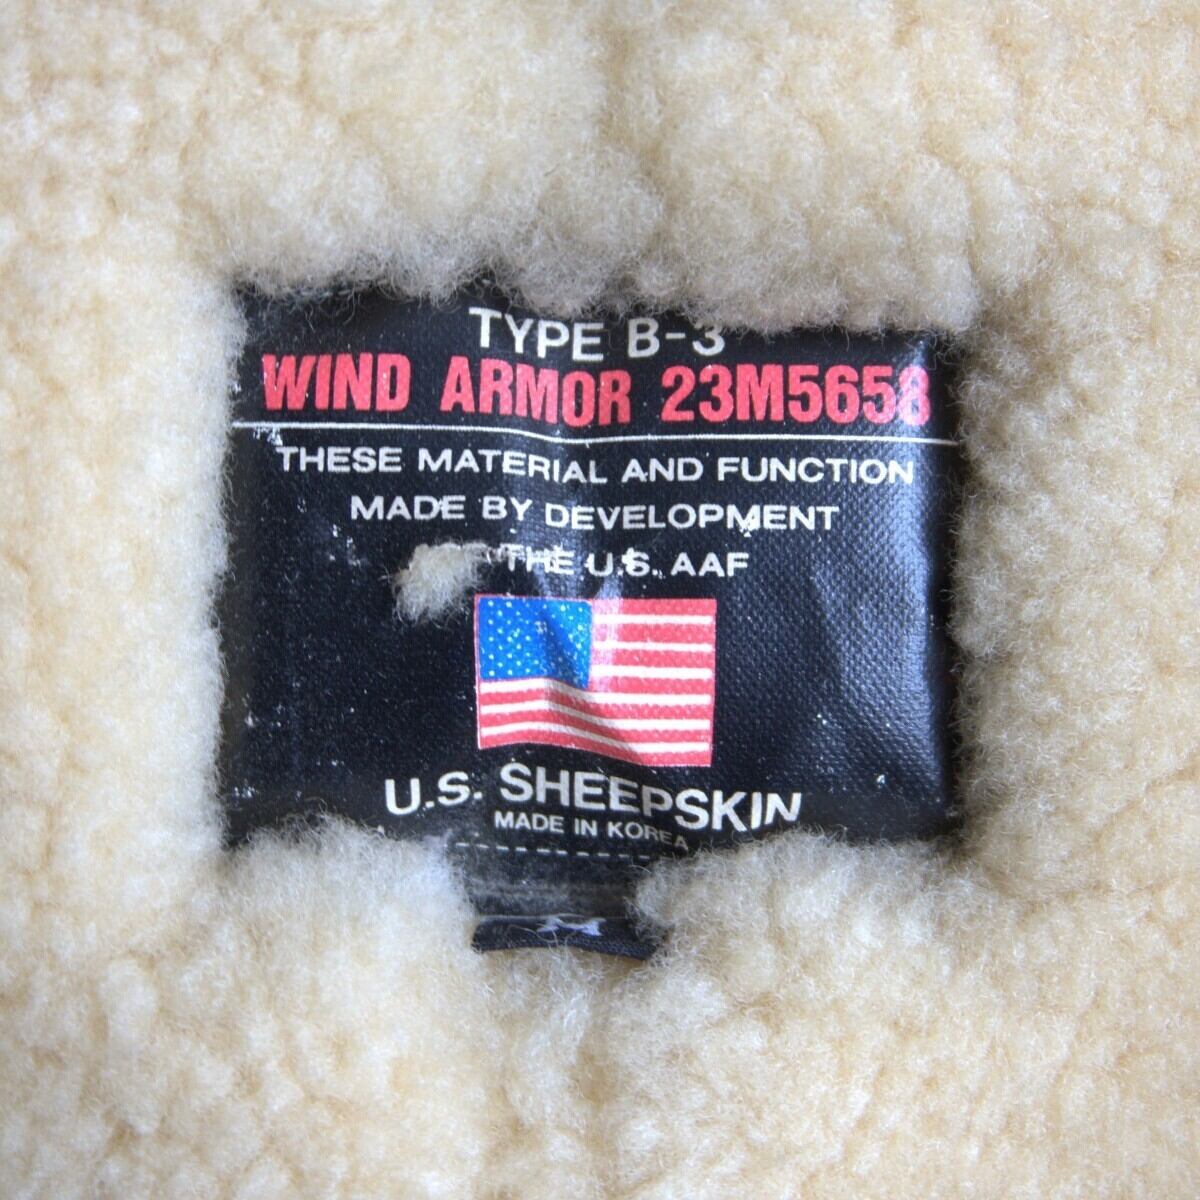 TYPE B-3
WIND ARMOR 23M5658
THESE MATERIAL AND FUNCTION
MADE BY DEVELOPMENT
THE U.S. AAF
U.S. SHEEPSKIN
MADE IN KOREA